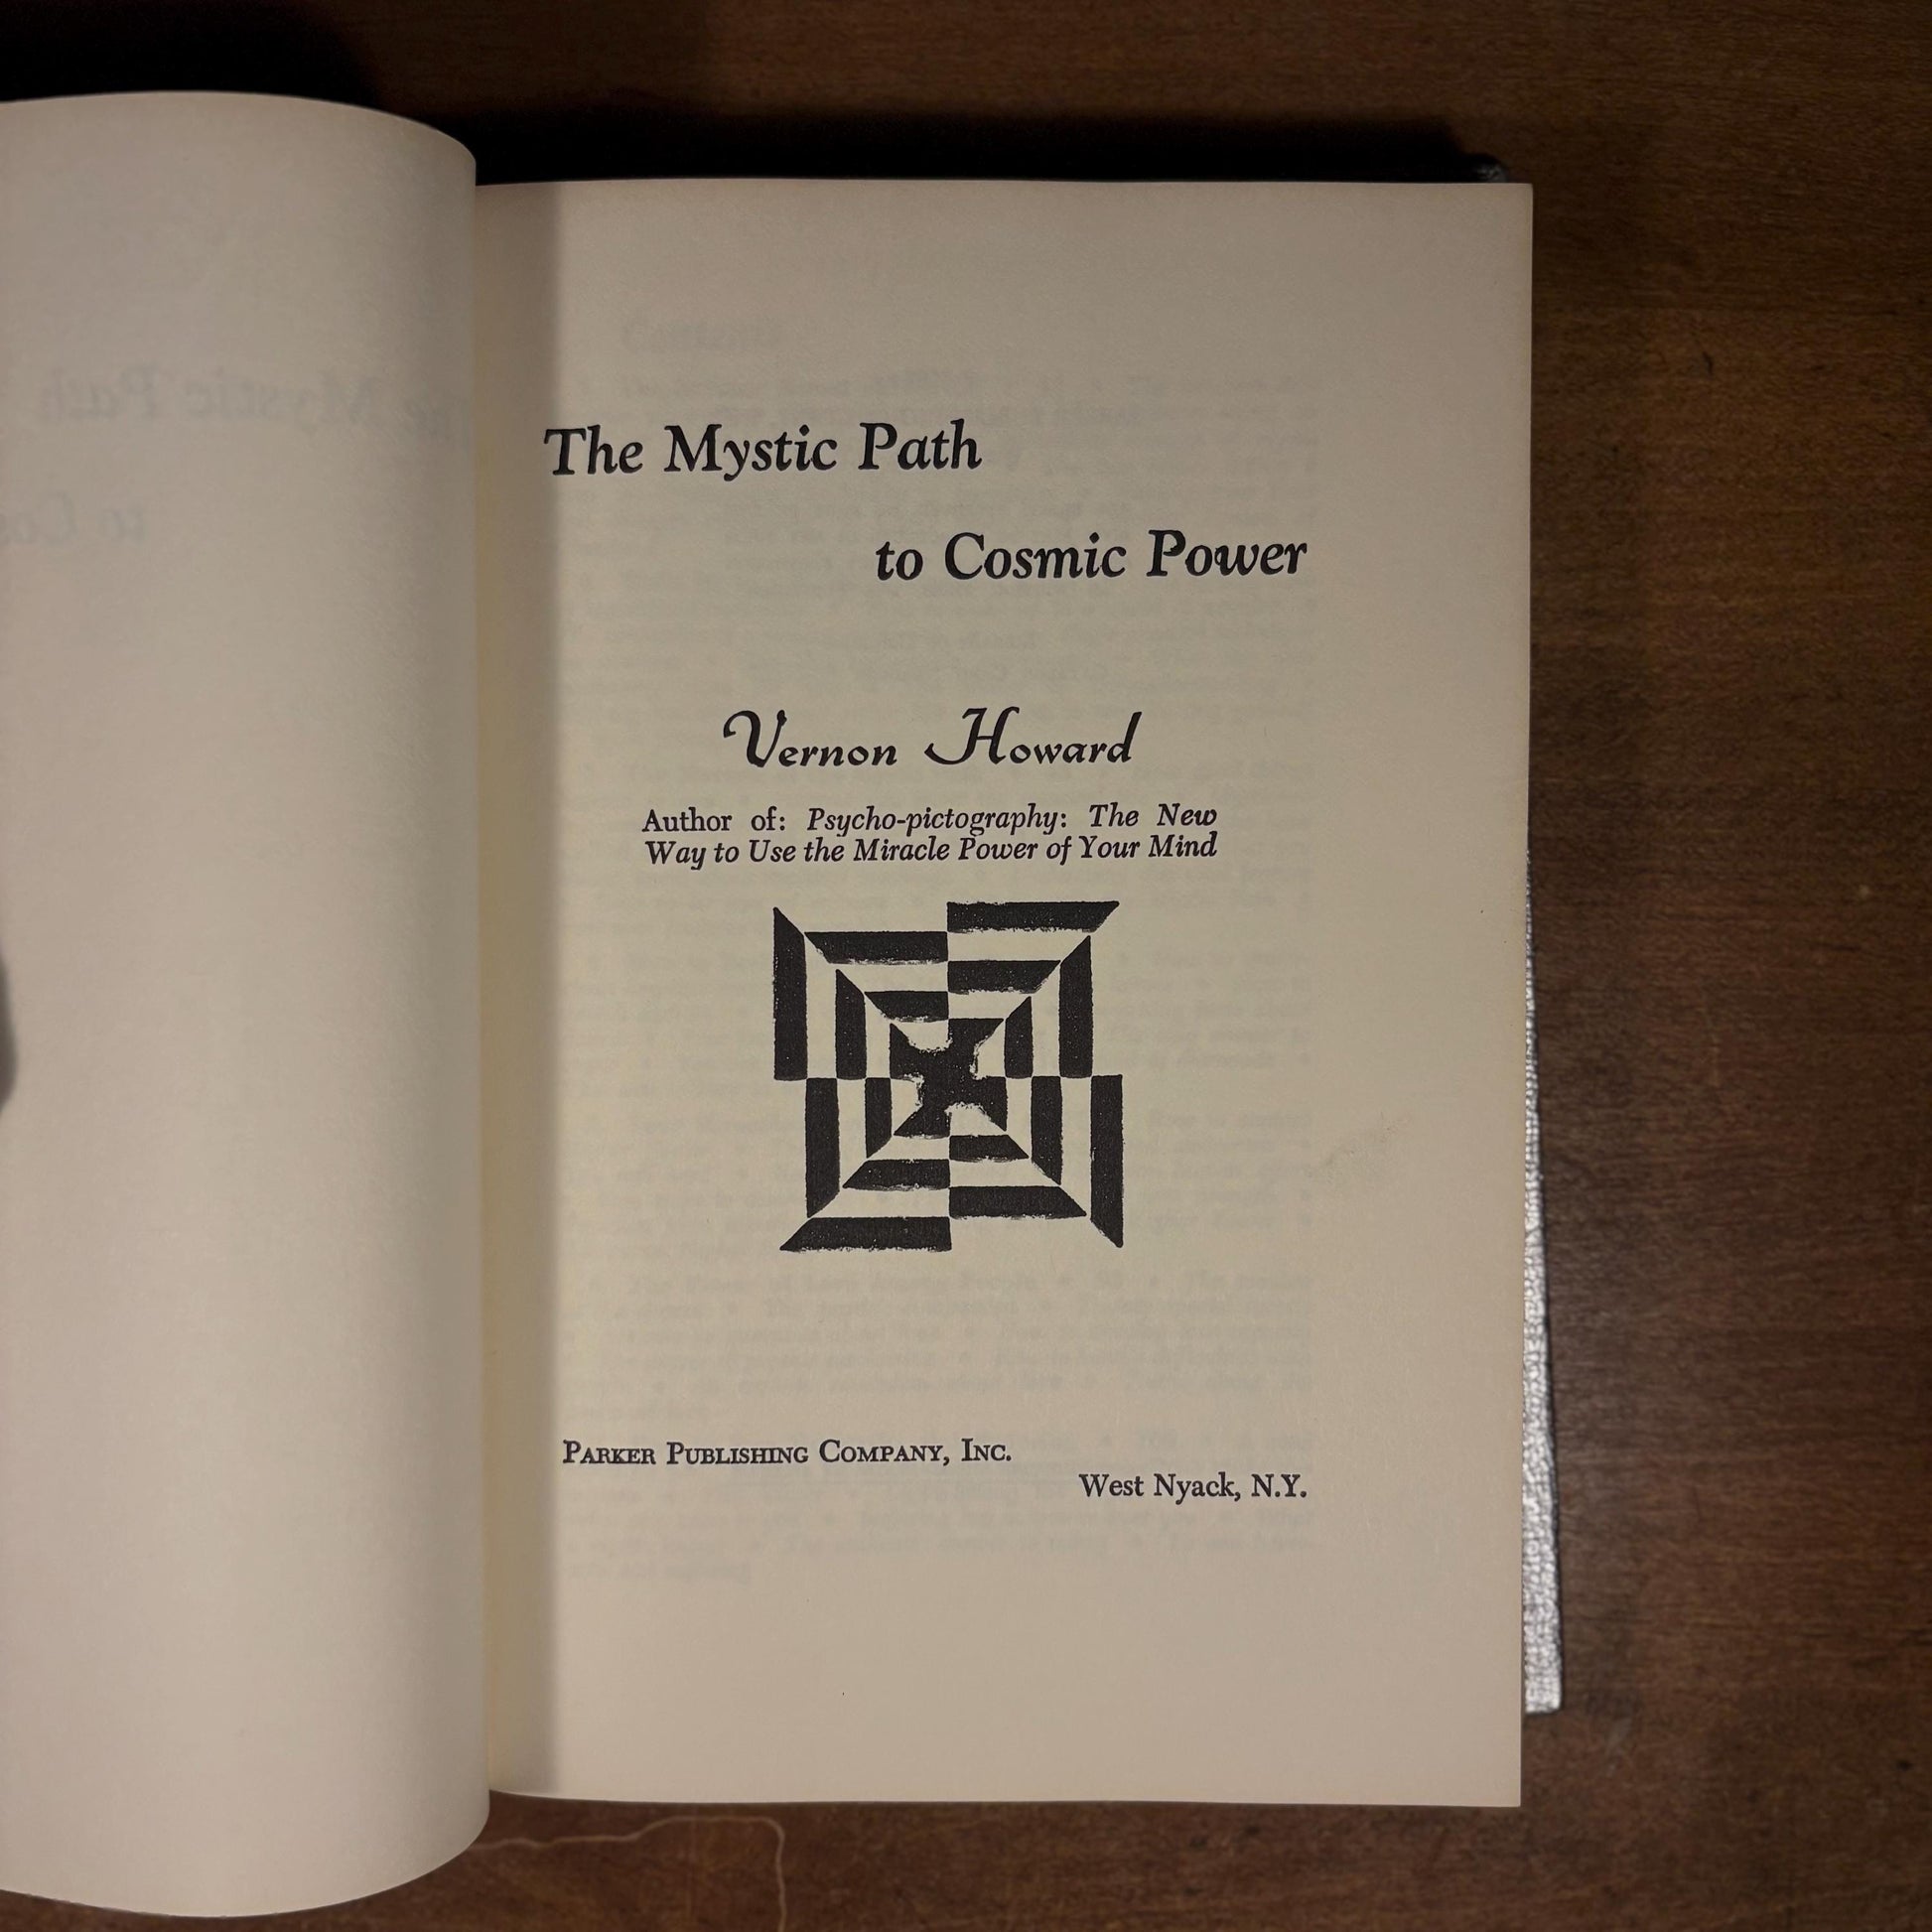 The Mystic Path
to Cosmic Power
Vernon Howard
Author of: Psycho-pictography: The New
Way to Use the Miracle Power of Your Mind
PARKER PUBLISHING COMPANY, INC.
West Nyack, N.Y.